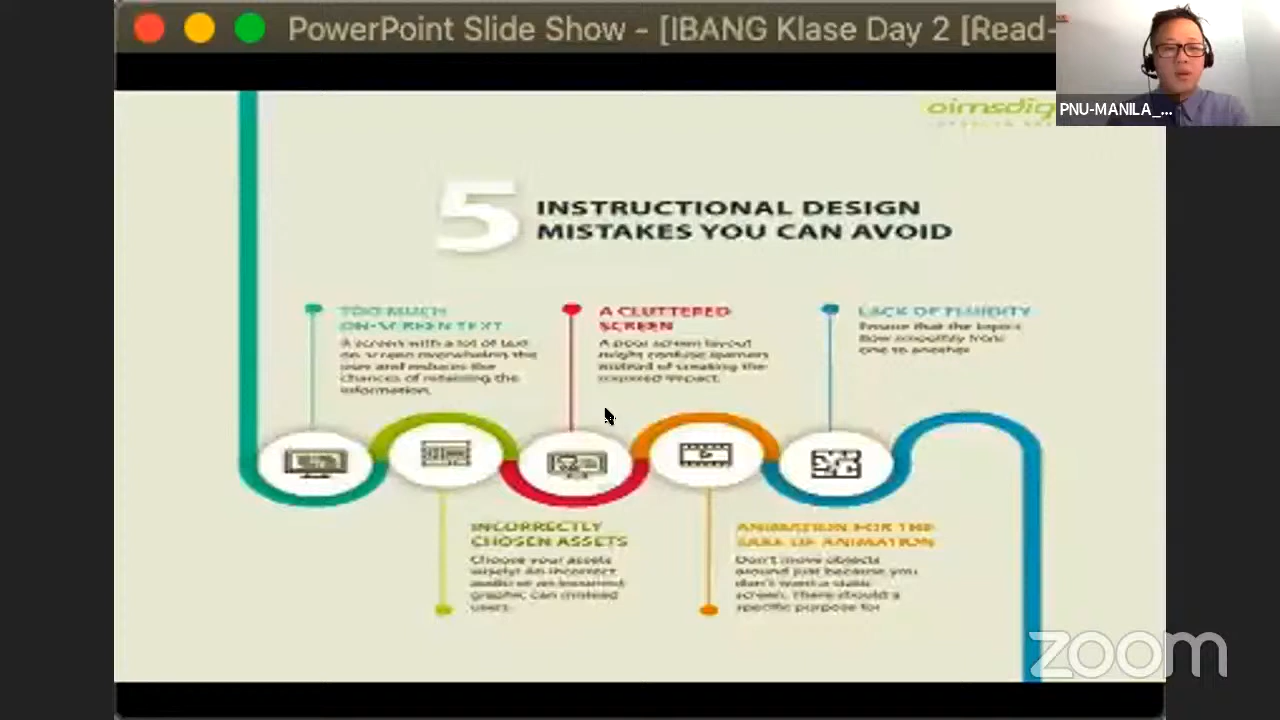 PowerPoint Slide Show - [IBANG Klase Day 2 [Read-
PNU-MANILA_...
oimsdig
5
INSTRUCTIONAL DESIGN
MISTAKES YOU CAN AVOID
TOO MUCH
ON-SCREEN TEXT
A screen with a lot of text
on screen overwhelms the
user and reduces the
chances of retaining the
information.
A CLUTTERED
SCREEN
A poor screen layout
might confuse learners
instead of creating the
required impact.
LACK OF FLUIDITY
Ensure that the topics
flow smoothly from
one to another
INCORRECTLY
CHOSEN ASSETS
Choose your assets
wisely! An incorrect
audio or an incorrect
graphic can mislead
users.
ANIMATION FOR THE
SAKE OF ANIMATION
Don't move objects
around just because you
don't want a static
screen. There should a
specific purpose for
zoom